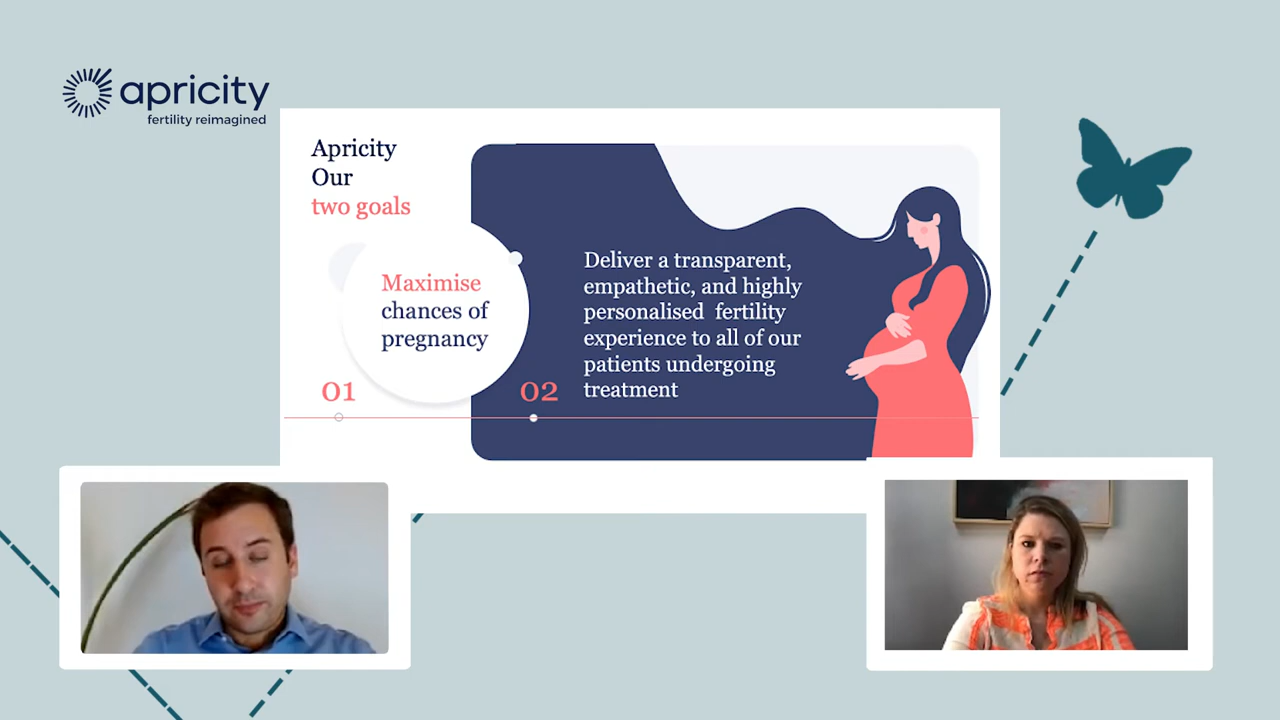 apricity
fertility reimagined
Apricity
Our
two goals
Maximise
chances of
pregnancy
01
02
Deliver a transparent,
empathetic, and highly
personalised fertility
experience to all of our
patients undergoing
treatment